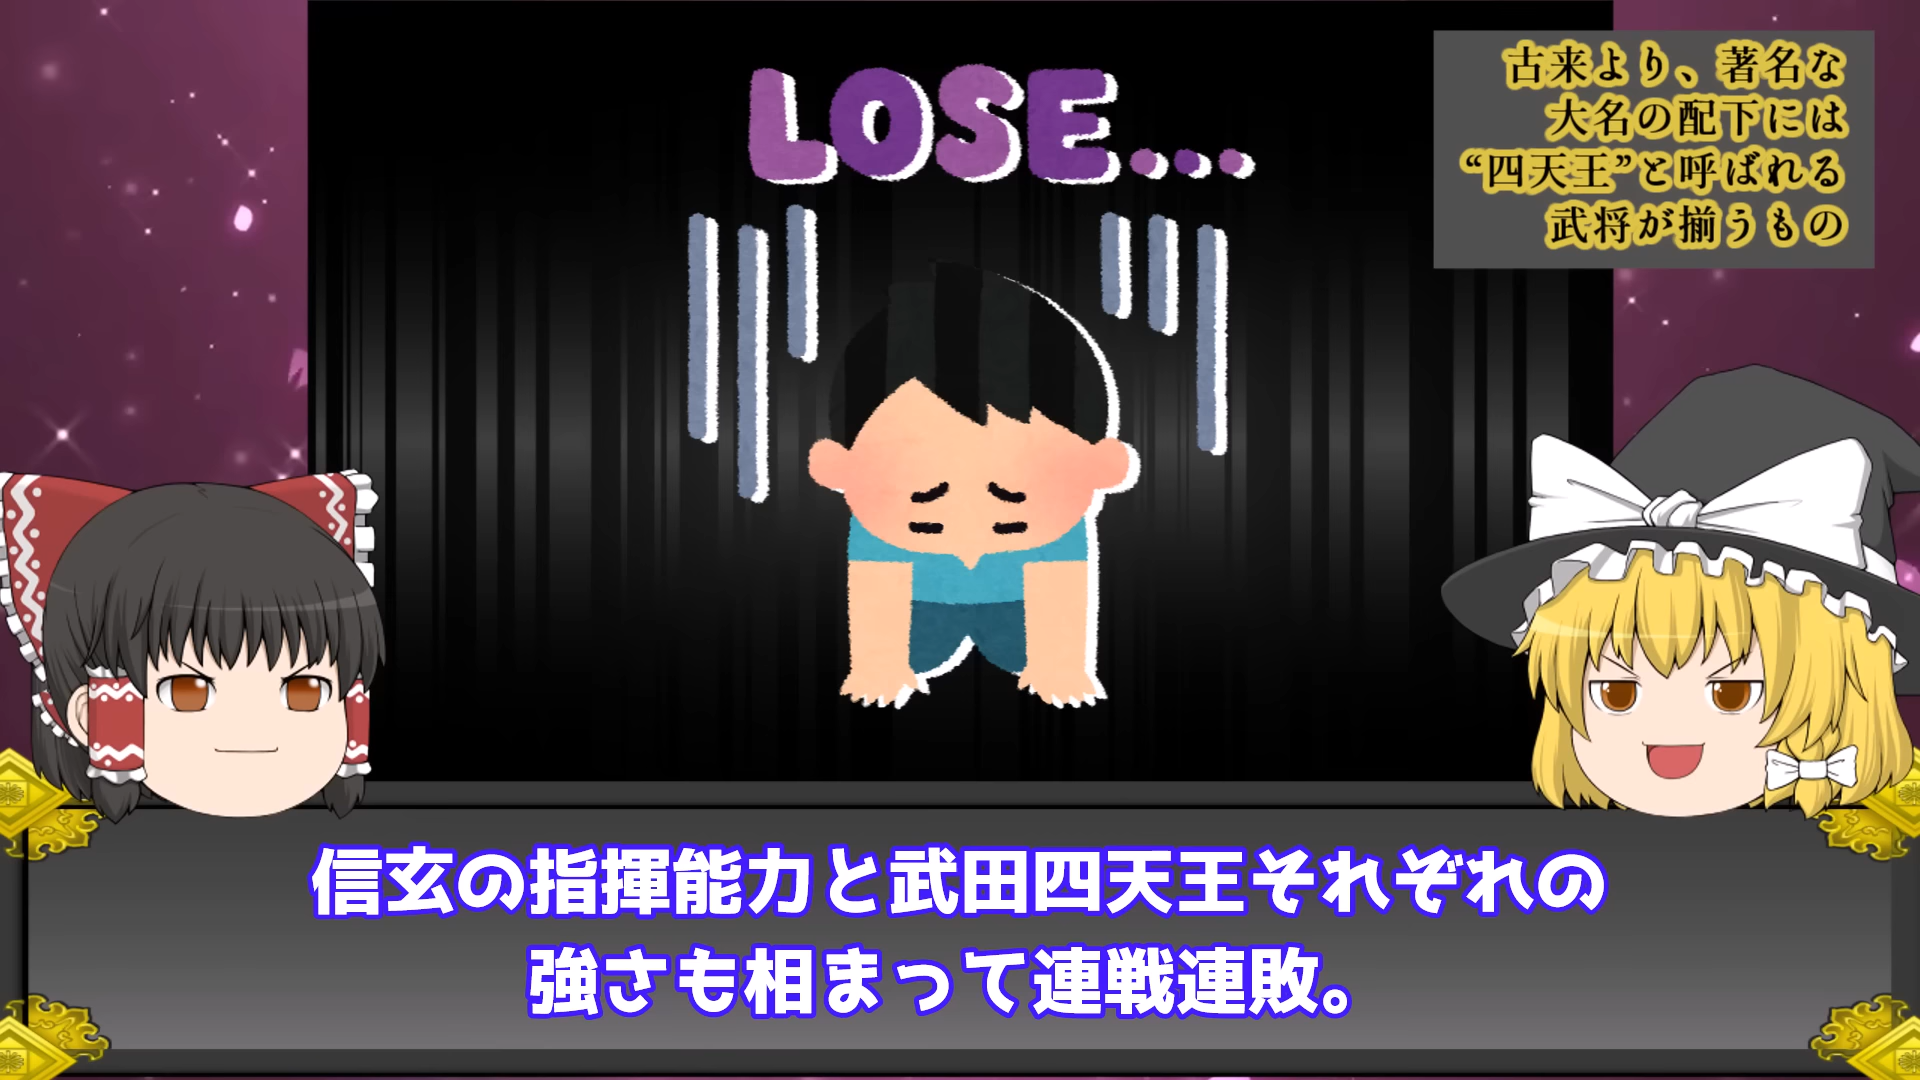 LOSE...
古来より、著名な
大名の配下には
“四天王”と呼ばれる
武将が揃うもの
信玄の指揮能力と武田四天王それぞれの
強さも相まって連戦連敗。